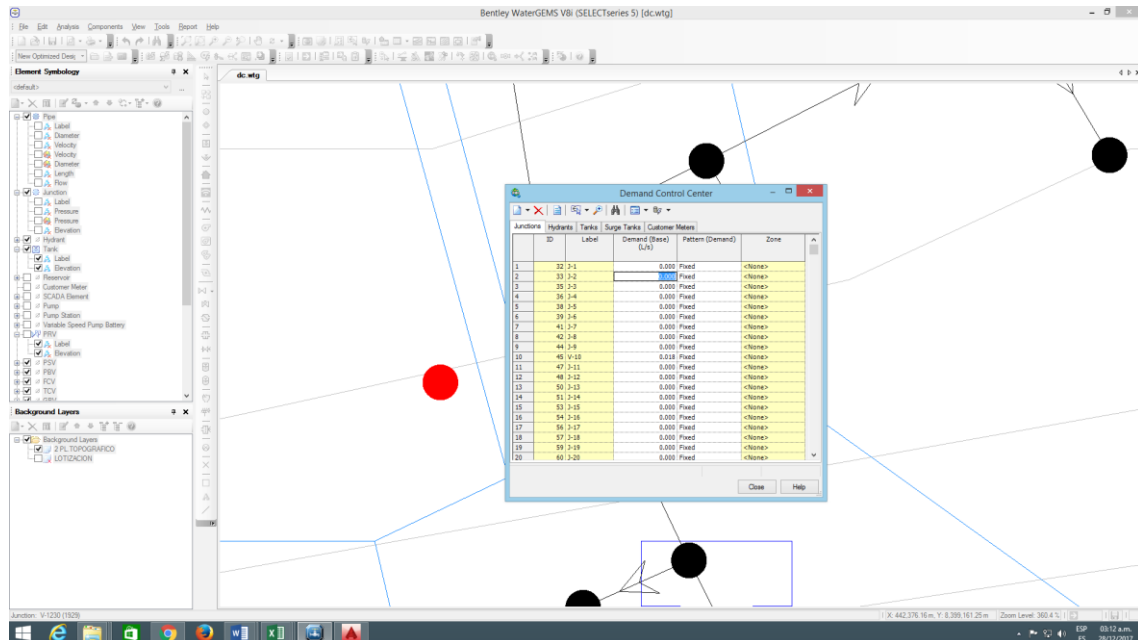 Bentley WaterGEMS V8i (SELECTseries 5) [dc.wtg]
File Edit Analysis Components View Tools Report Help
New Optimized Desig
Element Symbology
<default>
Pipe
Label
Diameter
Velocity
Velocity
Diameter
Length
Flow
Junction
Label
Pressure
Pressure
Elevation
Hydrant
Tank
Label
Elevation
Reservoir
Customer Meter
SCADA Element
Pump
Pump Station
Variable Speed Pump Battery
PRV
Label
Elevation
PSV
PBV
FCV
TCV
Background Layers
Background Layers
2 PL.TOPOGRAFICO
LOTIZACION
dc.wtg
Demand Control Center
Junctions Hydrants Tanks Surge Tanks Customer Meters
ID Label Demand (Base) (L/s) Pattern (Demand) Zone
1 32 J-1 0.000 Fixed <None>
2 33 J-2 0.000 Fixed <None>
3 35 J-3 0.000 Fixed <None>
4 36 J-4 0.000 Fixed <None>
5 38 J-5 0.000 Fixed <None>
6 39 J-6 0.000 Fixed <None>
7 41 J-7 0.000 Fixed <None>
8 42 J-8 0.000 Fixed <None>
9 44 J-9 0.000 Fixed <None>
10 45 V-10 0.018 Fixed <None>
11 47 J-11 0.000 Fixed <None>
12 48 J-12 0.000 Fixed <None>
13 50 J-13 0.000 Fixed <None>
14 51 J-14 0.000 Fixed <None>
15 53 J-15 0.000 Fixed <None>
16 54 J-16 0.000 Fixed <None>
17 56 J-17 0.000 Fixed <None>
18 57 J-18 0.000 Fixed <None>
19 59 J-19 0.000 Fixed <None>
20 60 J-20 0.000 Fixed <None>
Close Help
Junction: V-1230 (1929)
X: 442,376.16 m, Y: 8,399,161.25 m Zoom Level: 360.4 %
ESP 03:12 a.m.
ES 29/12/2017